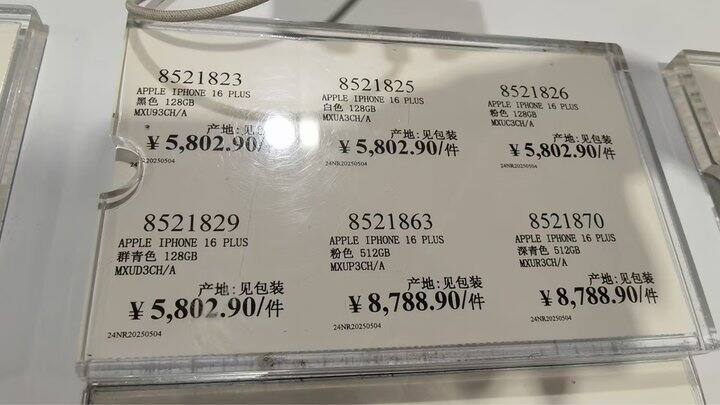 8521823
APPLE IPHONE 16 PLUS
黑色 128GB
MXU93CH/A
产地:见包装
¥5,802.90/件
24NR20250504
8521825
APPLE IPHONE 16 PLUS
白色 128GB
MXUA3CH/A
产地:见包装
¥5,802.90/件
24NR20250504
8521826
APPLE IPHONE 16 PLUS
粉色 128GB
MXUC3CH/A
产地:见包装
¥5,802.90/件
24NR20250504
8521829
APPLE IPHONE 16 PLUS
群青色 128GB
MXUD3CH/A
产地:见包装
¥5,802.90/件
24NR20250504
8521863
APPLE IPHONE 16 PLUS
粉色 512GB
MXUP3CH/A
产地:见包装
¥8,788.90/件
24NR20250504
8521870
APPLE IPHONE 16 PLUS
深青色 512GB
MXUR3CH/A
产地:见包装
¥8,788.90/件
24NR20250504